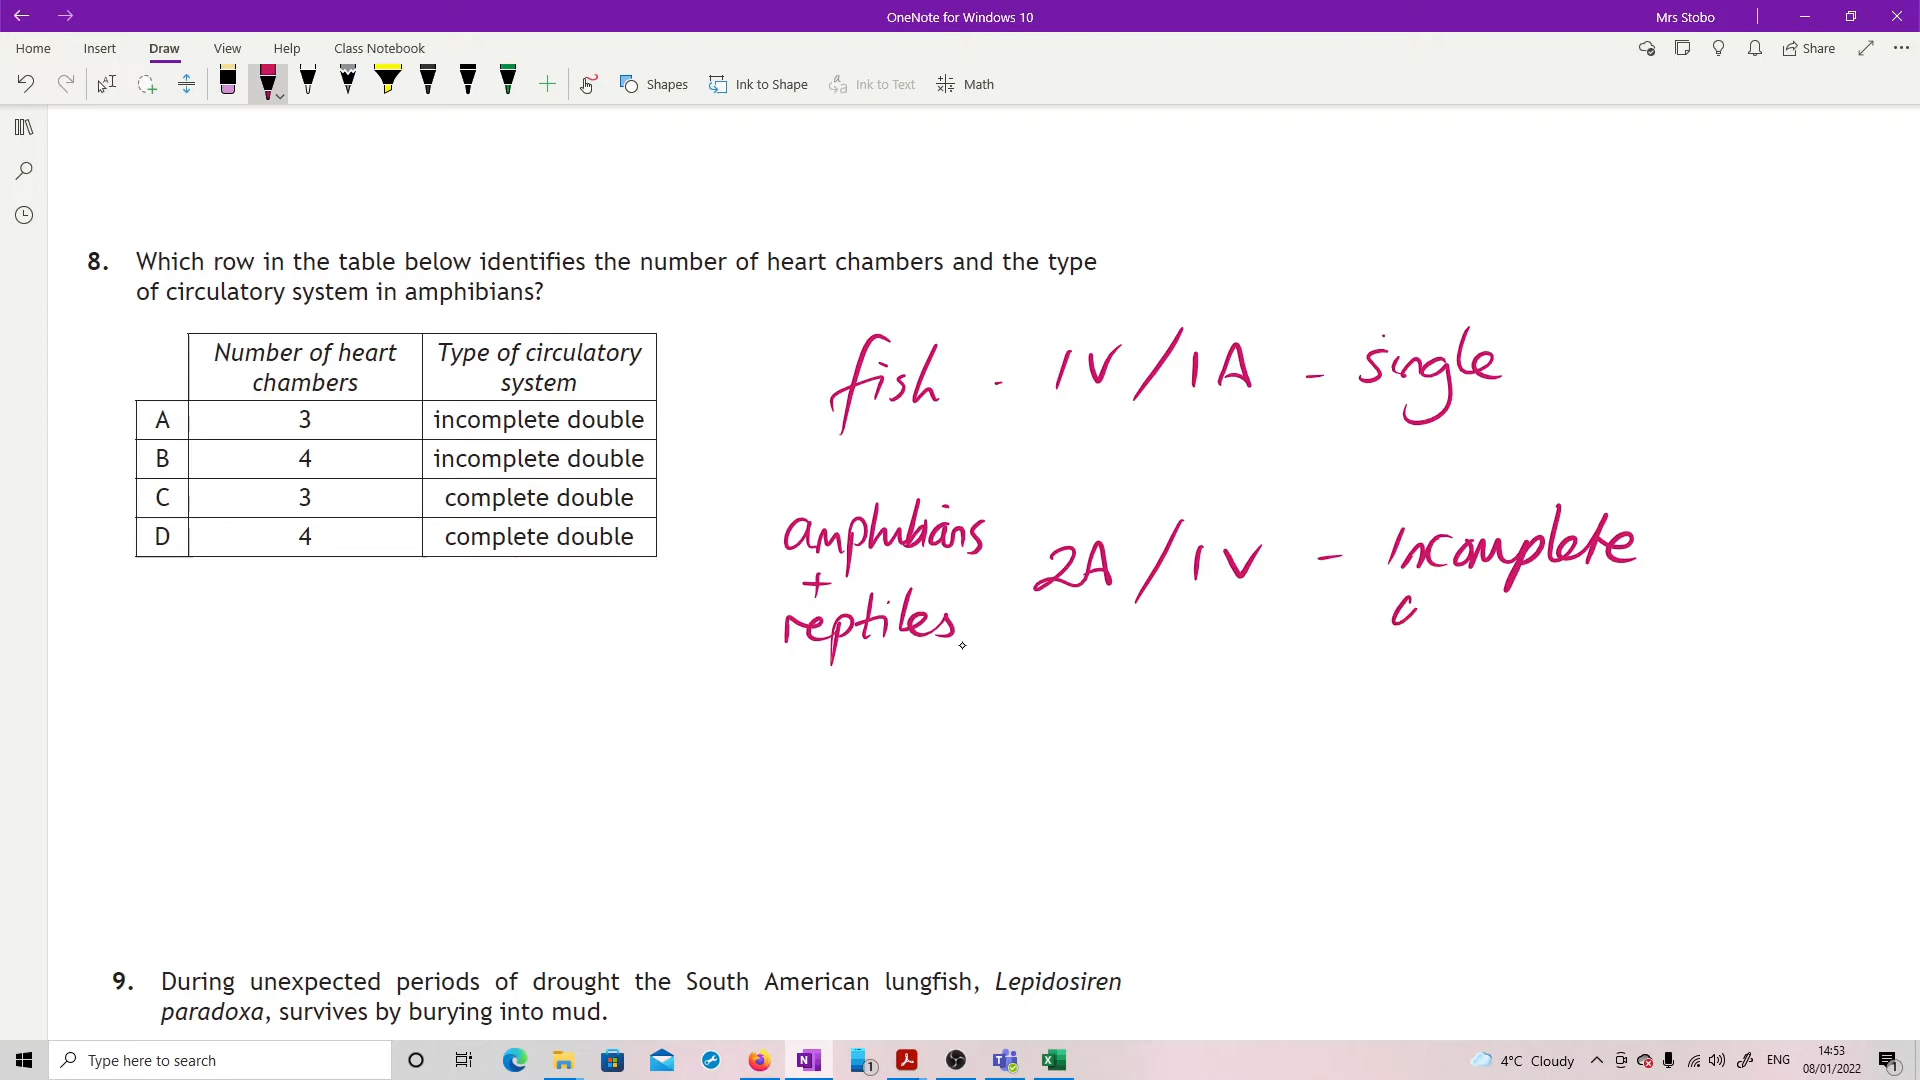 OneNote for Windows 10
Mrs Stobo
Home Insert Draw View Help Class Notebook
Share
Shapes Ink to Shape Ink to Text Math
8. Which row in the table below identifies the number of heart chambers and the type
of circulatory system in amphibians?
Number of heart chambers Type of circulatory system
A 3 incomplete double
B 4 incomplete double
C 3 complete double
D 4 complete double
fish - 1V / 1A - single
amphibians
+
reptiles
2A / 1V - Incomplete
9. During unexpected periods of drought the South American lungfish, Lepidosiren
paradoxa, survives by burying into mud.
Type here to search
4°C Cloudy
ENG
14:53
08/01/2022